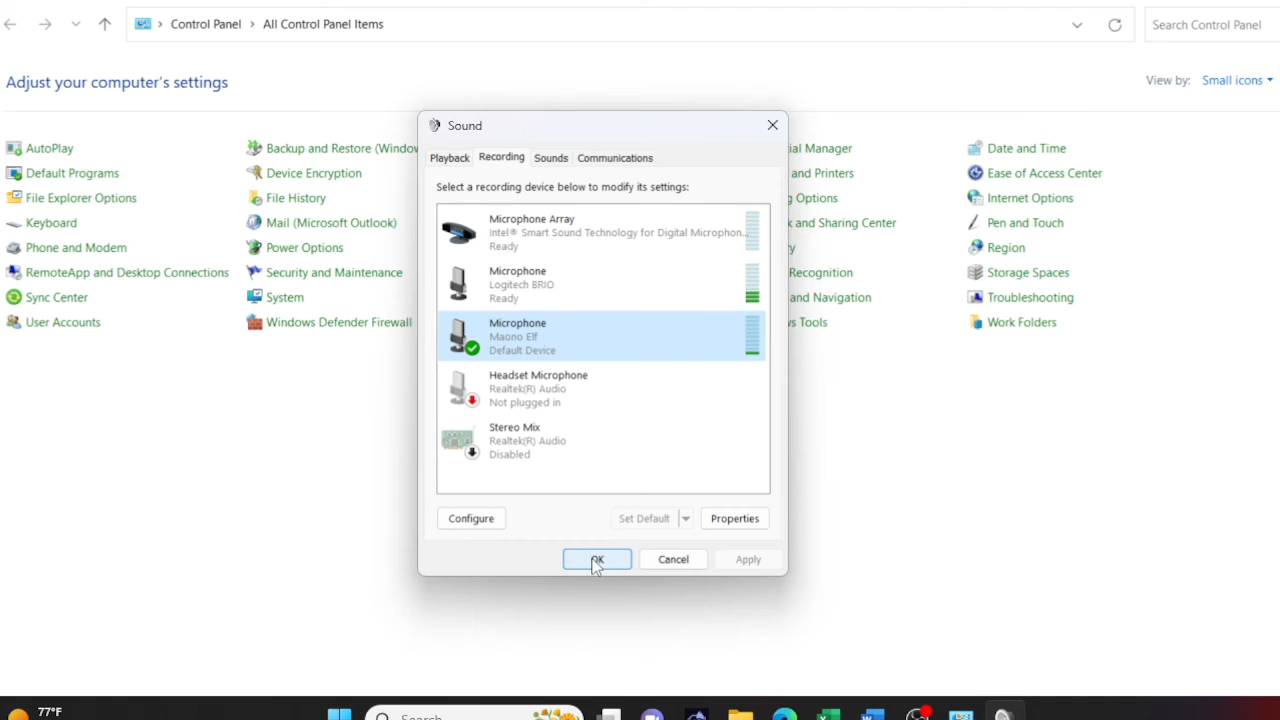 Control Panel > All Control Panel Items
Search Control Panel
Adjust your computer's settings
View by: Small icons
AutoPlay
Default Programs
File Explorer Options
Keyboard
Phone and Modem
RemoteApp and Desktop Connections
Sync Center
User Accounts
Backup and Restore (Window
Device Encryption
File History
Mail (Microsoft Outlook)
Power Options
Security and Maintenance
System
Windows Defender Firewall
Sound
Playback Recording Sounds Communications
Select a recording device below to modify its settings:
Microphone Array
Intel® Smart Sound Technology for Digital Microphon...
Ready
Microphone
Logitech BRIO
Ready
Microphone
Maono Elf
Default Device
Headset Microphone
Realtek(R) Audio
Not plugged in
Stereo Mix
Realtek(R) Audio
Disabled
Configure Set Default Properties
OK Cancel Apply
ial Manager
and Printers
g Options
k and Sharing Center
ry
Recognition
and Navigation
ws Tools
Date and Time
Ease of Access Center
Internet Options
Pen and Touch
Region
Storage Spaces
Troubleshooting
Work Folders
77°F
Search